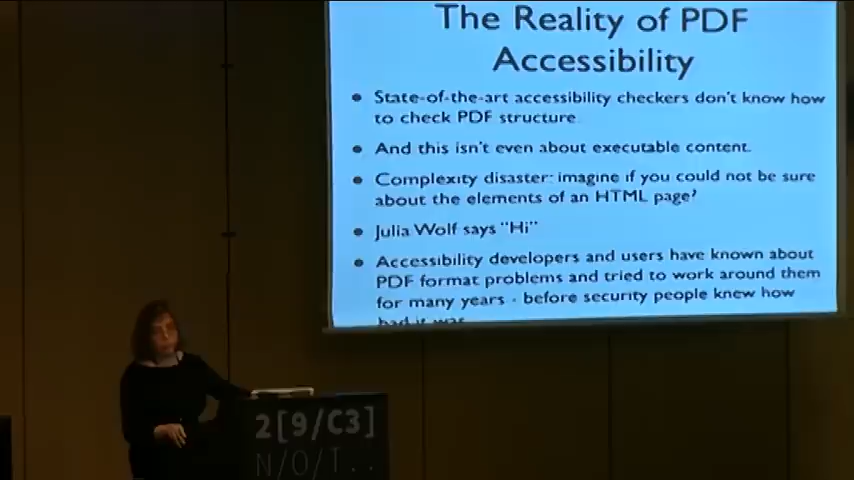 The Reality of PDF
Accessibility
• State-of-the-art accessibility checkers don't know how
to check PDF structure
• And this isn't even about executable content.
• Complexity disaster: imagine if you could not be sure
about the elements of an HTML page?
• Julia Wolf says "Hi"
• Accessibility developers and users have known about
PDF format problems and tried to work around them
for many years - before security people knew how
bad it was
2[9/C3]
N/O/T..